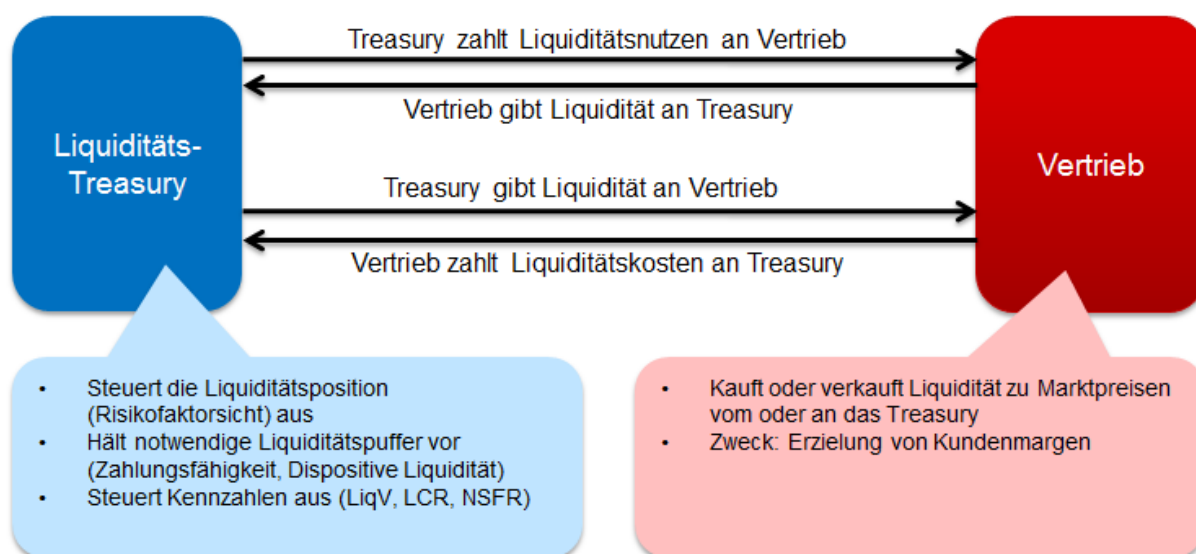 Treasury zahlt Liquiditätsnutzen an Vertrieb
Vertrieb gibt Liquidität an Treasury
Liquiditäts-
Treasury
Vertrieb
Treasury gibt Liquidität an Vertrieb
Vertrieb zahlt Liquiditätskosten an Treasury
• Steuert die Liquiditätsposition
(Risikofaktorsicht) aus
• Hält notwendige Liquiditätspuffer vor
(Zahlungsfähigkeit, Dispositive Liquidität)
• Steuert Kennzahlen aus (LiqV, LCR, NSFR)
• Kauft oder verkauft Liquidität zu Marktpreisen
vom oder an das Treasury
• Zweck: Erzielung von Kundenmargen